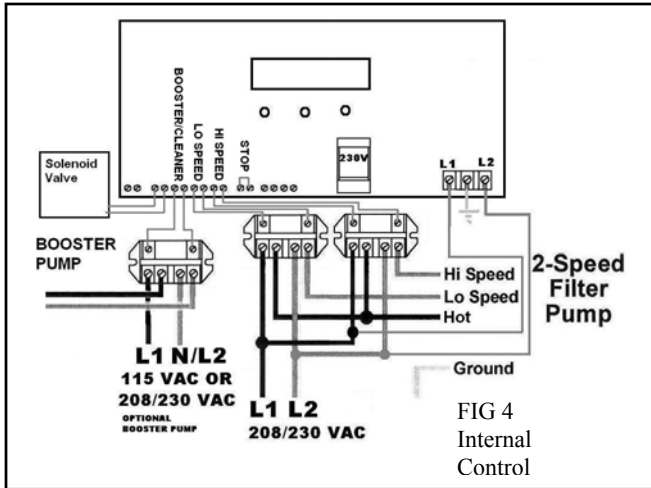 BOOSTER/CLEANER
LO SPEED
HI SPEED
STOP
230V
L1 L2
Solenoid
Valve
BOOSTER
PUMP
L1 N/L2
115 VAC OR
208/230 VAC
OPTIONAL
BOOSTER PUMP
L1 L2
208/230 VAC
Hi Speed
Lo Speed
Hot
2-Speed
Filter
Pump
Ground
FIG 4
Internal
Control